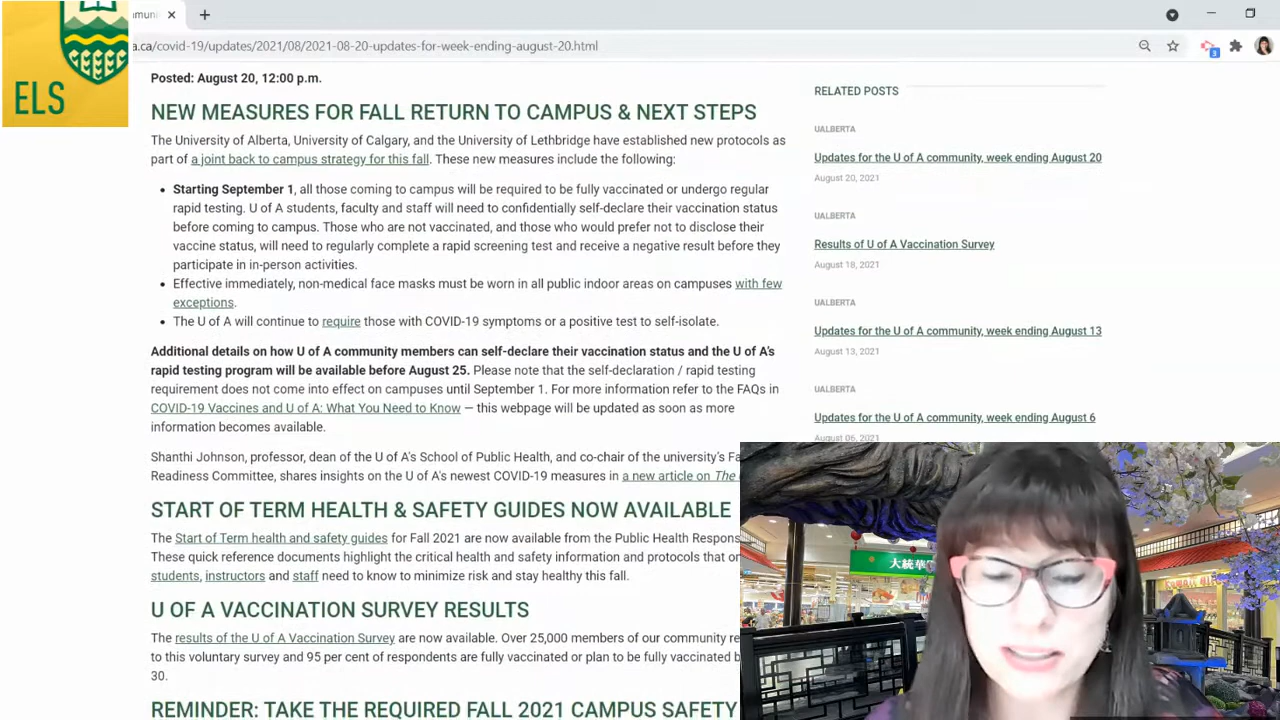 mmun
ELS
a.ca/covid-19/updates/2021/08/2021-08-20-updates-for-week-ending-august-20.html
3
Posted: August 20, 12:00 p.m.
NEW MEASURES FOR FALL RETURN TO CAMPUS & NEXT STEPS
The University of Alberta, University of Calgary, and the University of Lethbridge have established new protocols as
part of a joint back to campus strategy for this fall. These new measures include the following:
• Starting September 1, all those coming to campus will be required to be fully vaccinated or undergo regular
rapid testing. U of A students, faculty and staff will need to confidentially self-declare their vaccination status
before coming to campus. Those who are not vaccinated, and those who would prefer not to disclose their
vaccine status, will need to regularly complete a rapid screening test and receive a negative result before they
participate in in-person activities.
• Effective immediately, non-medical face masks must be worn in all public indoor areas on campuses with few
exceptions.
• The U of A will continue to require those with COVID-19 symptoms or a positive test to self-isolate.
Additional details on how U of A community members can self-declare their vaccination status and the U of A's
rapid testing program will be available before August 25. Please note that the self-declaration / rapid testing
requirement does not come into effect on campuses until September 1. For more information refer to the FAQs in
COVID-19 Vaccines and U of A: What You Need to Know — this webpage will be updated as soon as more
information becomes available.
Shanthi Johnson, professor, dean of the U of A's School of Public Health, and co-chair of the university's Fa
Readiness Committee, shares insights on the U of A's newest COVID-19 measures in a new article on The
START OF TERM HEALTH & SAFETY GUIDES NOW AVAILABLE
The Start of Term health and safety guides for Fall 2021 are now available from the Public Health Respons
These quick reference documents highlight the critical health and safety information and protocols that on
students, instructors and staff need to know to minimize risk and stay healthy this fall.
U OF A VACCINATION SURVEY RESULTS
The results of the U of A Vaccination Survey are now available. Over 25,000 members of our community re
to this voluntary survey and 95 per cent of respondents are fully vaccinated or plan to be fully vaccinated b
30.
REMINDER: TAKE THE REQUIRED FALL 2021 CAMPUS SAFETY
RELATED POSTS
UALBERTA
Updates for the U of A community, week ending August 20
August 20, 2021
UALBERTA
Results of U of A Vaccination Survey
August 18, 2021
UALBERTA
Updates for the U of A community, week ending August 13
August 13, 2021
UALBERTA
Updates for the U of A community, week ending August 6
August 06, 2021
大統華